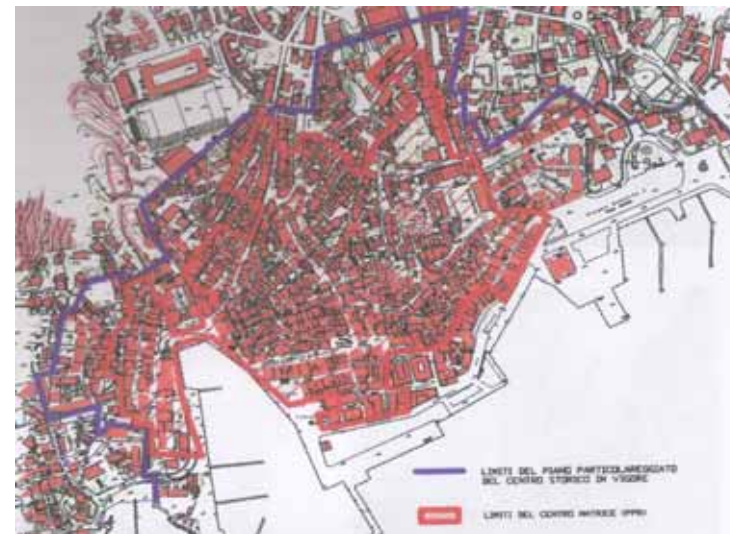 LIMITI DEL PIANO PARTICOLAREGGIATO
DEL CENTRO STORICO IN VIGORE
LIMITI DEL CENTRO MATRICE (PPR)